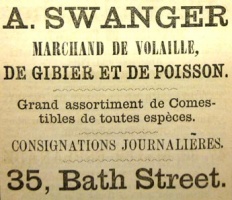 A. SWANGER
MARCHAND DE VOLAILLE,
DE GIBIER ET DE POISSON.
Grand assortiment de Comes-
tibles de toutes espèces.
CONSIGNATIONS JOURNALIÈRES.
35, Bath Street.